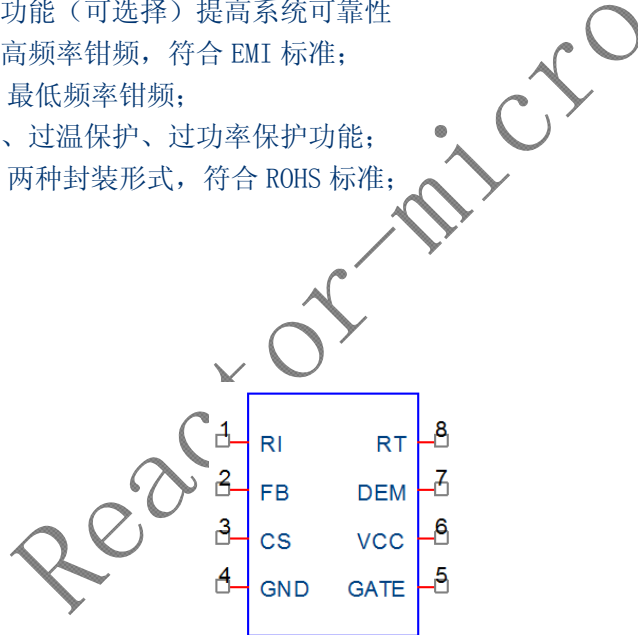 功能（可选择）提高系统可靠性
高频率钳频，符合 EMI 标准；
最低频率钳频；
、过温保护、过功率保护功能；
两种封装形式，符合 ROHS 标准；
Reactor-micro
1 RI RT 8
2 FB DEM 7
3 CS VCC 6
4 GND GATE 5